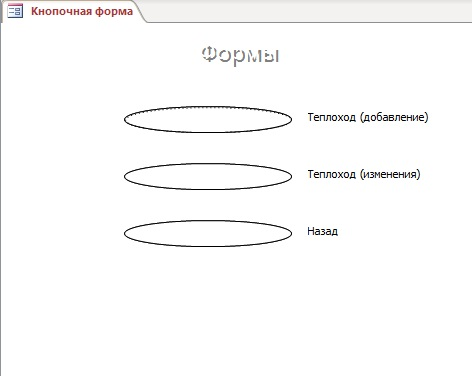 Кнопочная форма
Формы
Теплоход (добавление)
Теплоход (изменения)
Назад